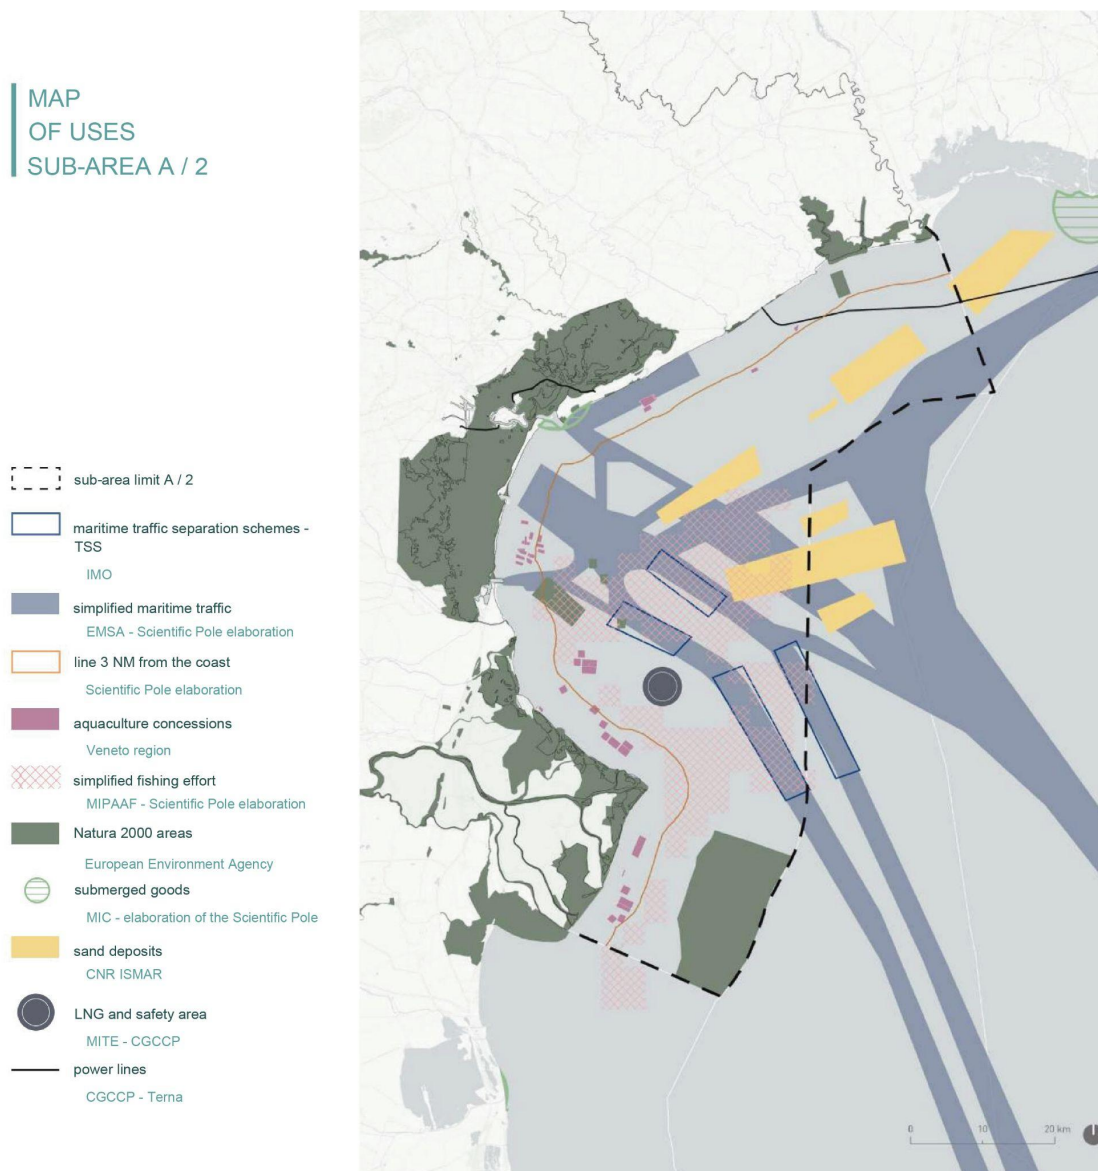 MAP
OF USES
SUB-AREA A / 2
sub-area limit A / 2
maritime traffic separation schemes -
TSS
IMO
simplified maritime traffic
EMSA - Scientific Pole elaboration
line 3 NM from the coast
Scientific Pole elaboration
aquaculture concessions
Veneto region
simplified fishing effort
MIPAAF - Scientific Pole elaboration
Natura 2000 areas
European Environment Agency
submerged goods
MIC - elaboration of the Scientific Pole
sand deposits
CNR ISMAR
LNG and safety area
MITE - CGCCP
power lines
CGCCP - Terna
0 10 20 km